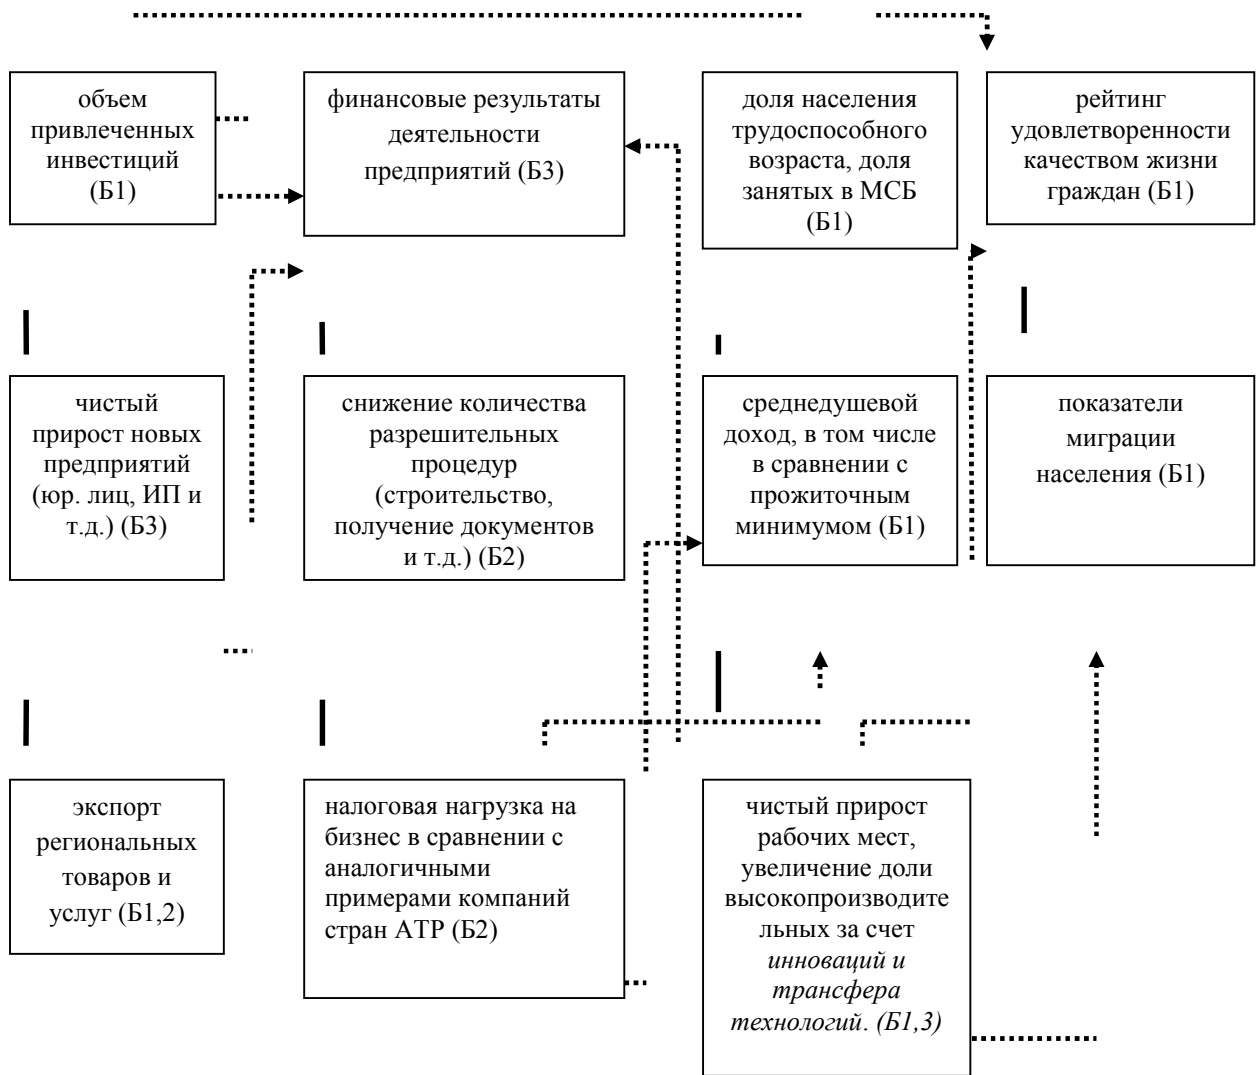 объем
привлеченных
инвестиций
(Б1)
финансовые результаты
деятельности
предприятий (Б3)
доля населения
трудоспособного
возраста, доля
занятых в МСБ
(Б1)
рейтинг
удовлетворенности
качеством жизни
граждан (Б1)
чистый
прирост новых
предприятий
(юр. лиц, ИП и
т.д.) (Б3)
снижение количества
разрешительных
процедур
(строительство,
получение документов
и т.д.) (Б2)
среднедушевой
доход, в том числе
в сравнении с
прожиточным
минимумом (Б1)
показатели
миграции
населения (Б1)
экспорт
региональных
товаров и
услуг (Б1,2)
налоговая нагрузка на
бизнес в сравнении с
аналогичными
примерами компаний
стран АТР (Б2)
чистый прирост
рабочих мест,
увеличение доли
высокопроизводите
льных за счет
инноваций и
трансфера
технологий. (Б1,3)